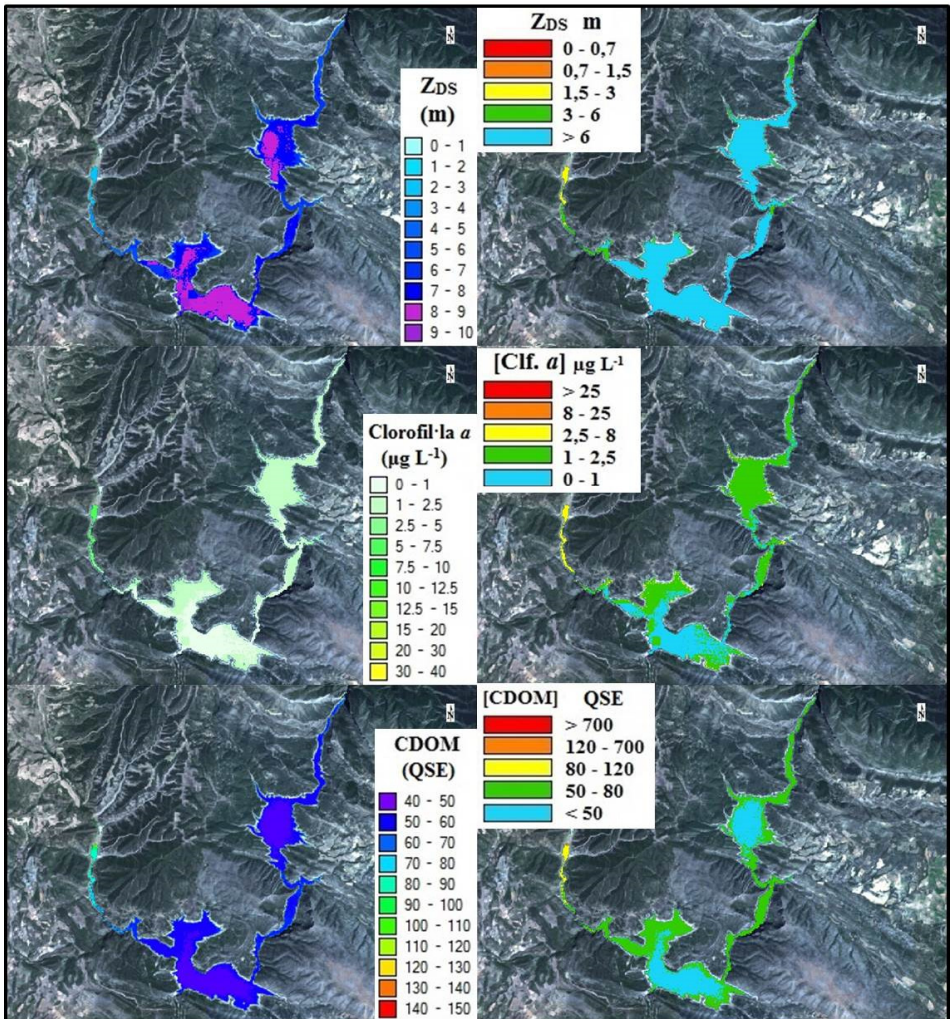 Z_DS
(m)
0 - 1
1 - 2
2 - 3
3 - 4
4 - 5
5 - 6
6 - 7
7 - 8
8 - 9
9 - 10
N
Z_DS m
0 - 0,7
0,7 - 1,5
1,5 - 3
3 - 6
> 6
N
Clorofil·la a
(µg L⁻¹)
0 - 1
1 - 2.5
2.5 - 5
5 - 7.5
7.5 - 10
10 - 12.5
12.5 - 15
15 - 20
20 - 30
30 - 40
N
[Clf. a] µg L⁻¹
> 25
8 - 25
2,5 - 8
1 - 2,5
0 - 1
N
CDOM
(QSE)
40 - 50
50 - 60
60 - 70
70 - 80
80 - 90
90 - 100
100 - 110
110 - 120
120 - 130
130 - 140
140 - 150
N
[CDOM] QSE
> 700
120 - 700
80 - 120
50 - 80
< 50
N